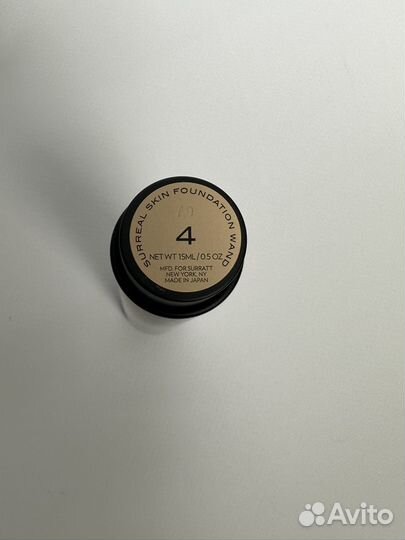 SURREAL SKIN FOUNDATION WAND
4
NET WT 15ML / 0.5 OZ
MFD. FOR SURRATT
NEW YORK, NY
MADE IN JAPAN
Avito